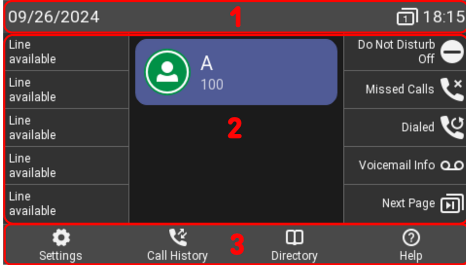 09/26/2024 1 1 18:15
Line
available
Line
available
Line
available
Line
available
Line
available
A
100
2
Do Not Disturb
Off
Missed Calls
Dialed
Voicemail Info
Next Page
Settings
Call History
3
Directory
? 
Help